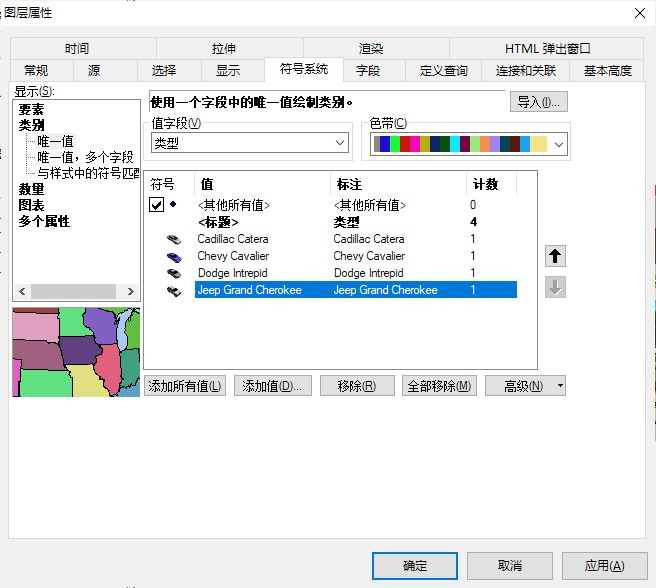 图层属性
时间 拉伸 渲染 HTML 弹出窗口
常规 源 选择 显示 符号系统 字段 定义查询 连接和关联 基本高度
显示(S):
要素
类别
唯一值
唯一值，多个字段
与样式中的符号匹配
数量
图表
多个属性
使用一个字段中的唯一值绘制类别。
导入(I)...
值字段(V)
类型
色带(C)
符号 值 标注 计数
<其他所有值> <其他所有值> 0
<标题> 类型 4
Cadillac Catera Cadillac Catera 1
Chevy Cavalier Chevy Cavalier 1
Dodge Intrepid Dodge Intrepid 1
Jeep Grand Cherokee Jeep Grand Cherokee 1
添加所有值(L) 添加值(D)... 移除(R) 全部移除(M) 高级(N)
确定 取消 应用(A)